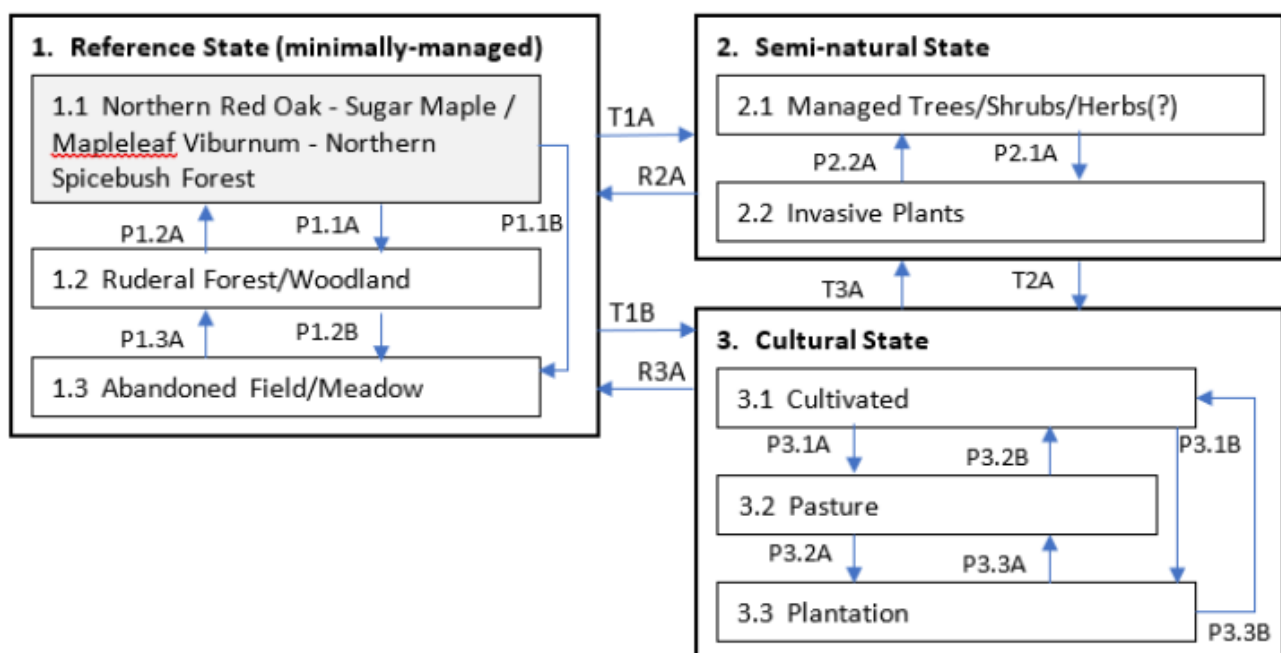 1. Reference State (minimally-managed)
1.1 Northern Red Oak - Sugar Maple /
Mapleleaf Viburnum - Northern
Spicebush Forest
P1.2A
P1.1A
P1.1B
1.2 Ruderal Forest/Woodland
P1.3A
P1.2B
1.3 Abandoned Field/Meadow
T1A
R2A
T1B
R3A
2. Semi-natural State
2.1 Managed Trees/Shrubs/Herbs(?)
P2.2A
P2.1A
2.2 Invasive Plants
T3A
T2A
3. Cultural State
3.1 Cultivated
P3.1A
P3.2B
P3.1B
3.2 Pasture
P3.2A
P3.3A
3.3 Plantation
P3.3B